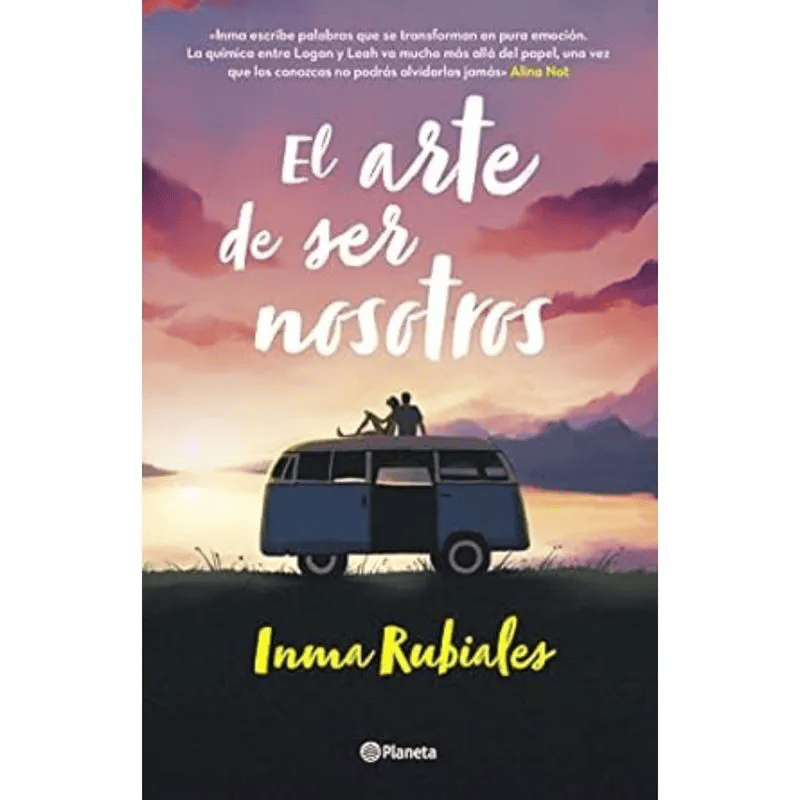 «Inma escribe palabras que se transforman en pura emoción.
La química entre Logan y Leah va mucho más allá del papel, una vez
que los conozcas no podrás olvidarlos jamás» Alina Not
El arte
de ser
nosotros
Inma Rubiales
Planeta